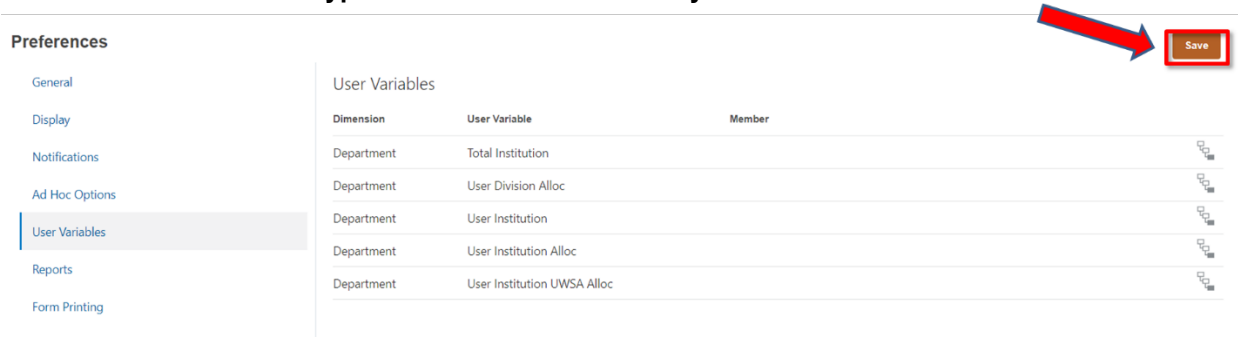 Preferences
Save
General
Display
Notifications
Ad Hoc Options
User Variables
Reports
Form Printing
User Variables
Dimension User Variable Member
Department Total Institution
Department User Division Alloc
Department User Institution
Department User Institution Alloc
Department User Institution UWSA Alloc